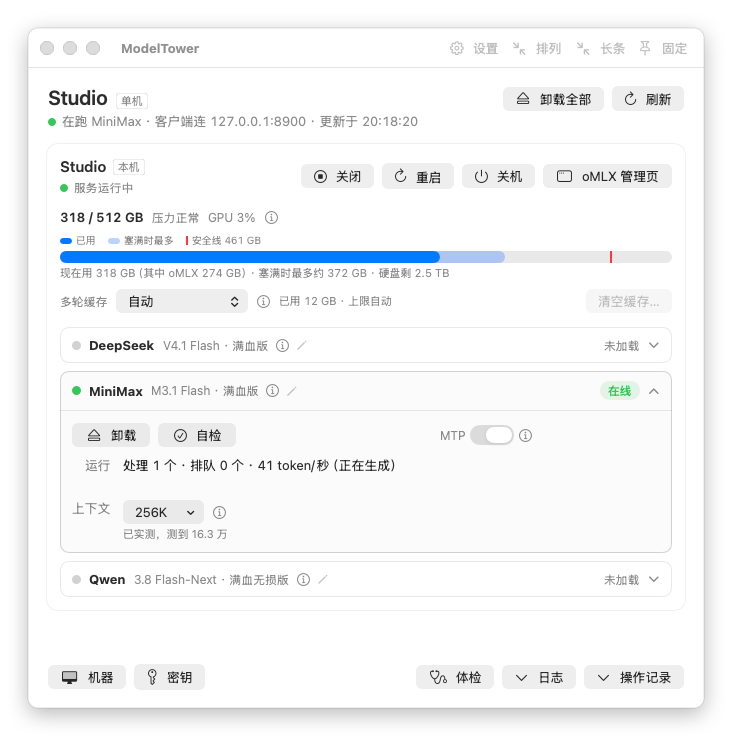 ModelTower 设置 排列 长条 固定
Studio 单机 卸载全部 刷新
在跑 MiniMax · 客户端连 127.0.0.1:8900 · 更新于 20:18:20
Studio 本机 关闭 重启 关机 oMLX 管理页
服务运行中
318 / 512 GB 压力正常 GPU 3%
已用 塞满时最多 安全线 461 GB
现在用 318 GB (其中 oMLX 274 GB) · 塞满时最多约 372 GB · 硬盘剩 2.5 TB
多轮缓存 自动 已用 12 GB · 上限自动 清空缓存...
DeepSeek V4.1 Flash · 满血版 未加载
MiniMax M3.1 Flash · 满血版 在线
卸载 自检 MTP
运行 处理 1 个 · 排队 0 个 · 41 token/秒 (正在生成)
上下文 256K
已实测，测到 16.3 万
Qwen 3.8 Flash-Next · 满血无损版 未加载
机器 密钥 体检 日志 操作记录